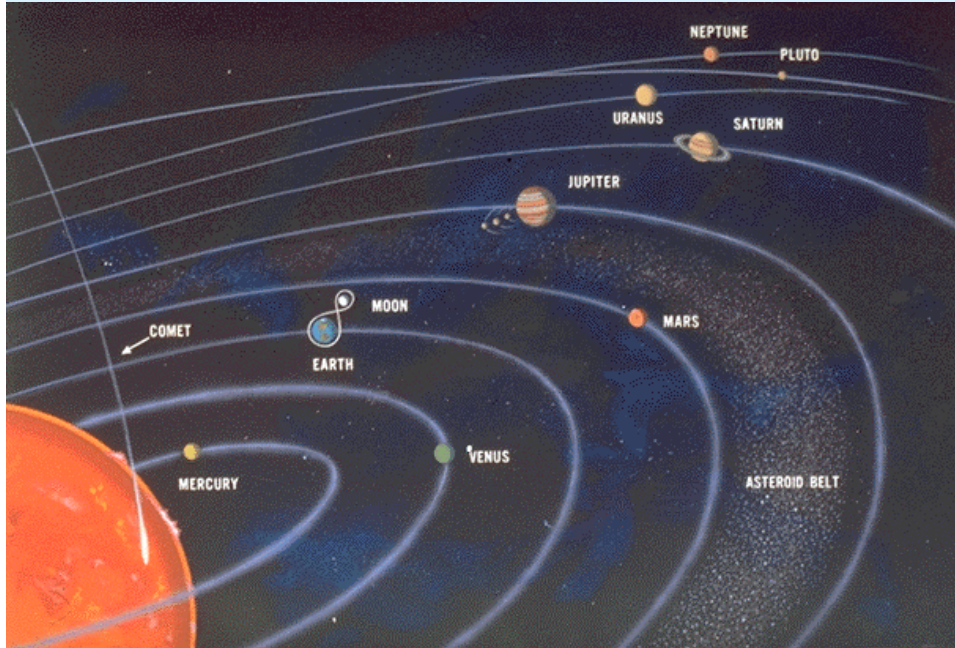 NEPTUNE
PLUTO
URANUS
SATURN
JUPITER
MOON
MARS
COMET
EARTH
VENUS
MERCURY
ASTEROID BELT